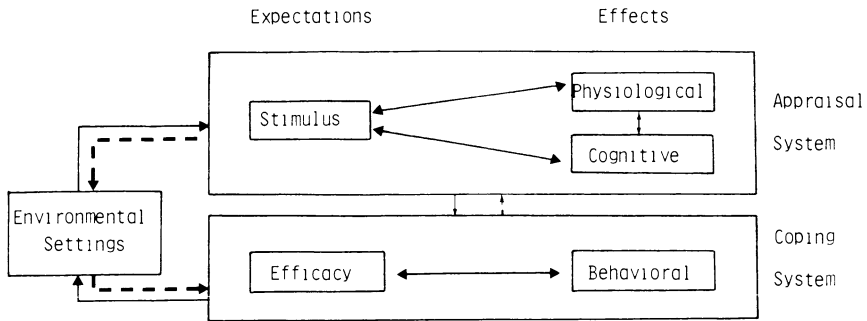 Expectations Effects
Physiological
Stimulus
Appraisal
System
Cognitive
Environmental
Settings
Coping
System
Efficacy Behavioral